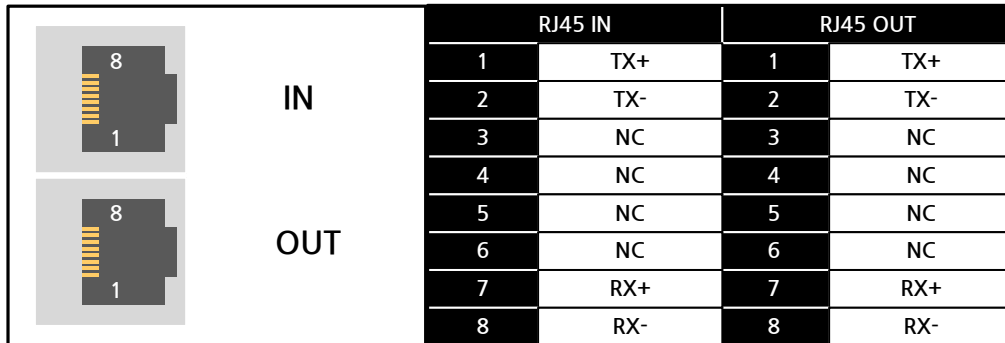 8
1
IN
8
1
OUT
RJ45 IN RJ45 OUT
1 TX+ 1 TX+
2 TX- 2 TX-
3 NC 3 NC
4 NC 4 NC
5 NC 5 NC
6 NC 6 NC
7 RX+ 7 RX+
8 RX- 8 RX-